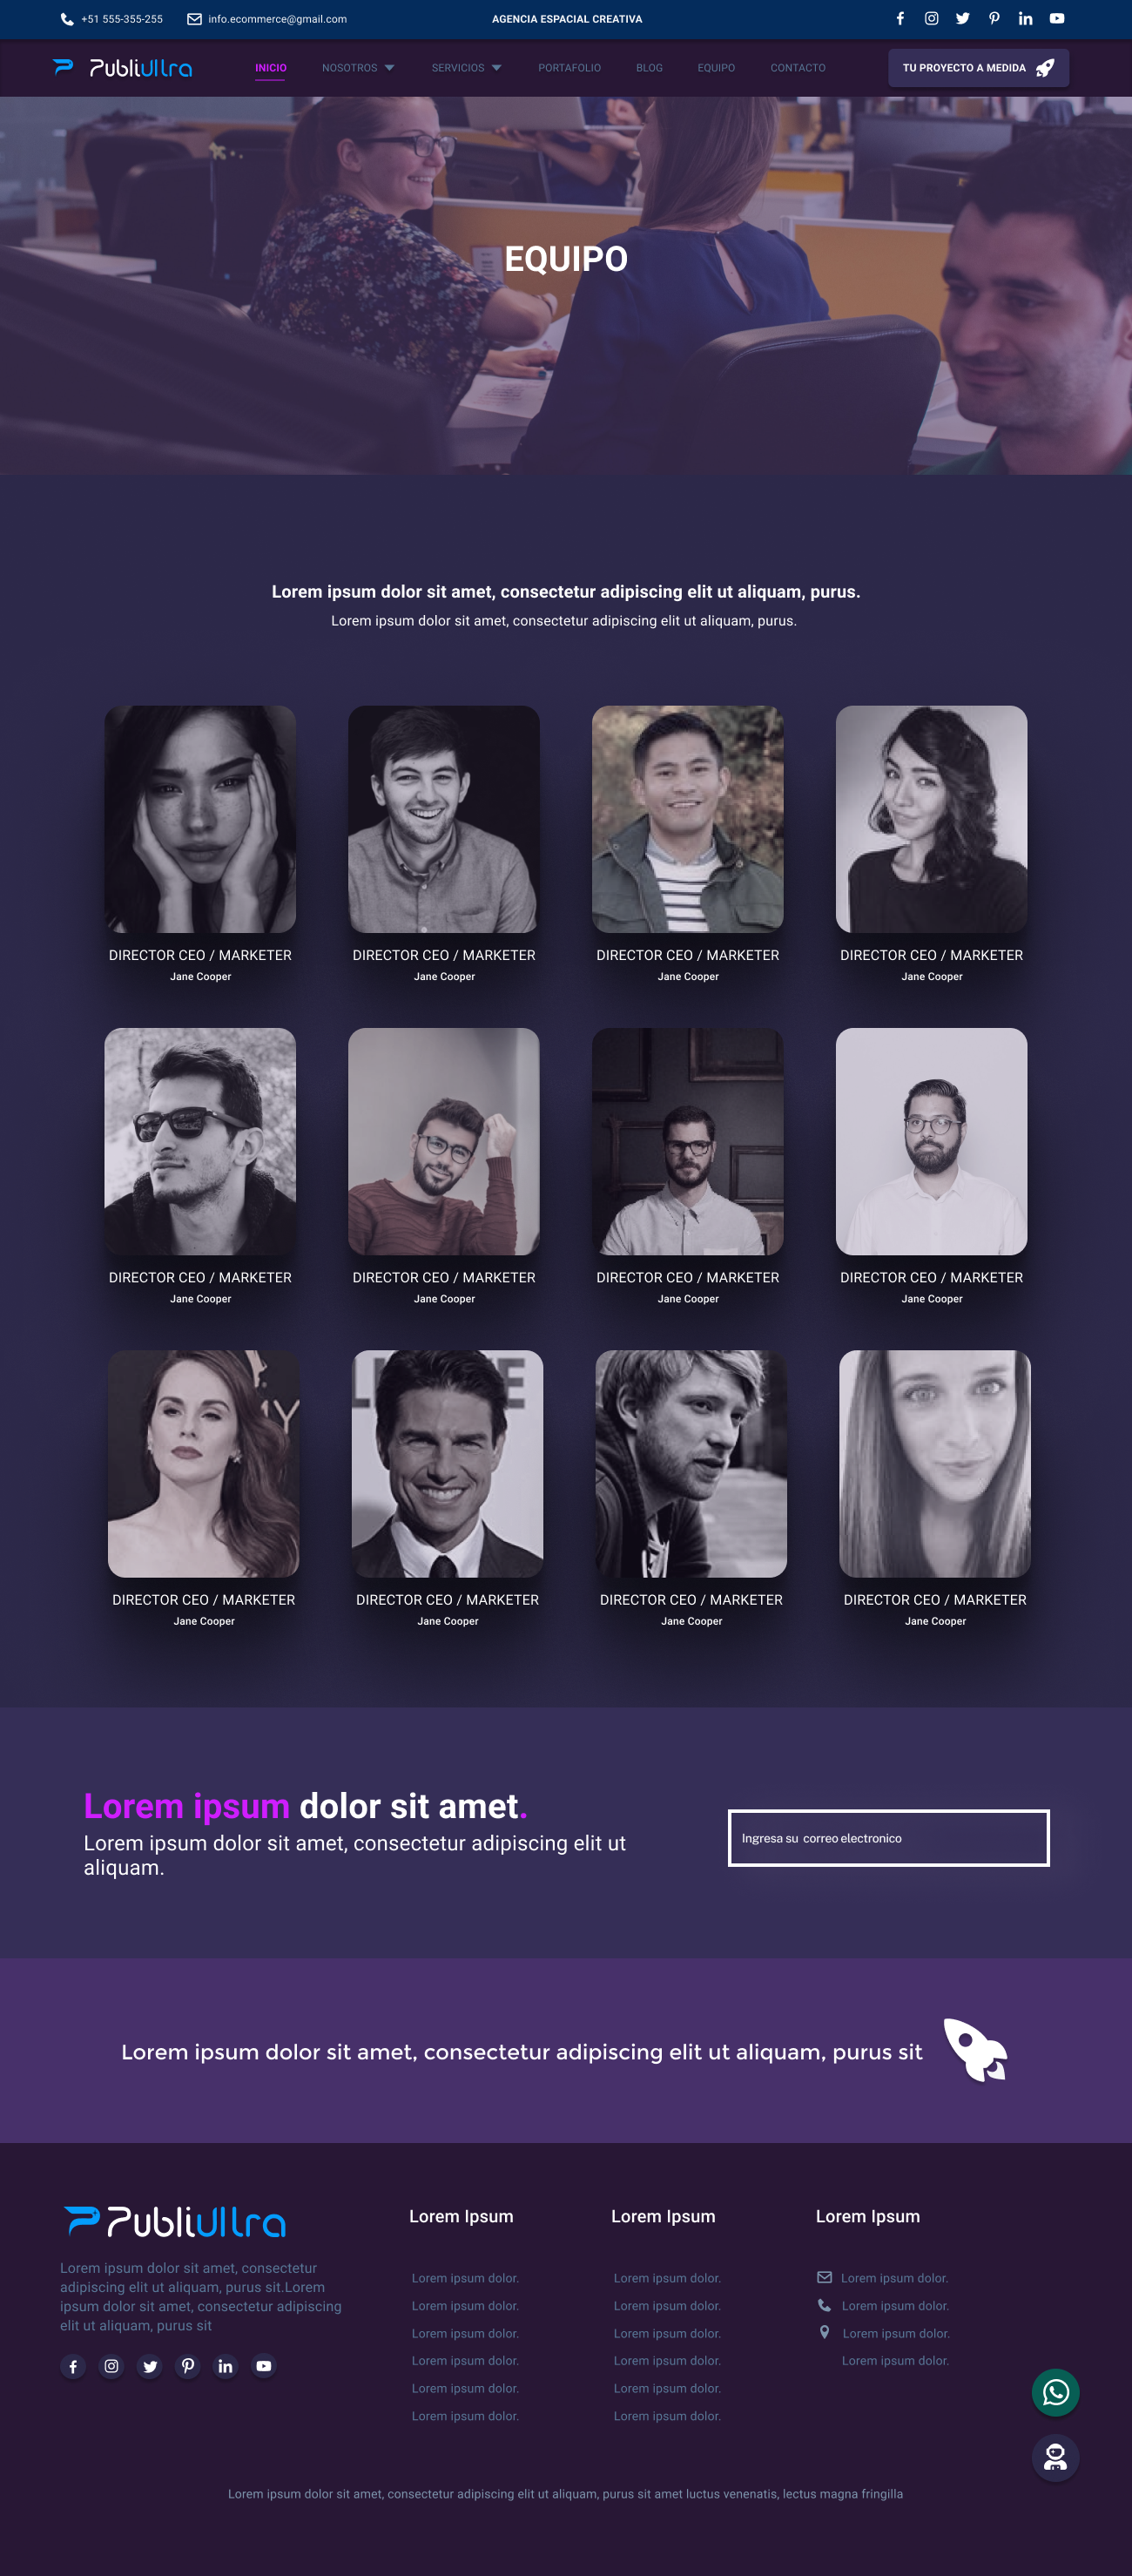 +51 555-355-255
info.ecommerce@gmail.com
AGENCIA ESPACIAL CREATIVA
PubliUltra
INICIO
NOSOTROS
SERVICIOS
PORTAFOLIO
BLOG
EQUIPO
CONTACTO
TU PROYECTO A MEDIDA
EQUIPO
Lorem ipsum dolor sit amet, consectetur adipiscing elit ut aliquam, purus.
Lorem ipsum dolor sit amet, consectetur adipiscing elit ut aliquam, purus.
DIRECTOR CEO / MARKETER
Jane Cooper
DIRECTOR CEO / MARKETER
Jane Cooper
DIRECTOR CEO / MARKETER
Jane Cooper
DIRECTOR CEO / MARKETER
Jane Cooper
DIRECTOR CEO / MARKETER
Jane Cooper
DIRECTOR CEO / MARKETER
Jane Cooper
DIRECTOR CEO / MARKETER
Jane Cooper
DIRECTOR CEO / MARKETER
Jane Cooper
DIRECTOR CEO / MARKETER
Jane Cooper
DIRECTOR CEO / MARKETER
Jane Cooper
DIRECTOR CEO / MARKETER
Jane Cooper
DIRECTOR CEO / MARKETER
Jane Cooper
Lorem ipsum dolor sit amet.
Lorem ipsum dolor sit amet, consectetur adipiscing elit ut
aliquam.
Ingresa su correo electronico
Lorem ipsum dolor sit amet, consectetur adipiscing elit ut aliquam, purus sit
PubliUltra
Lorem ipsum dolor sit amet, consectetur
adipiscing elit ut aliquam, purus sit.Lorem
ipsum dolor sit amet, consectetur adipiscing
elit ut aliquam, purus sit
Lorem Ipsum
Lorem ipsum dolor.
Lorem ipsum dolor.
Lorem ipsum dolor.
Lorem ipsum dolor.
Lorem ipsum dolor.
Lorem ipsum dolor.
Lorem Ipsum
Lorem ipsum dolor.
Lorem ipsum dolor.
Lorem ipsum dolor.
Lorem ipsum dolor.
Lorem ipsum dolor.
Lorem ipsum dolor.
Lorem Ipsum
Lorem ipsum dolor.
Lorem ipsum dolor.
Lorem ipsum dolor.
Lorem ipsum dolor.
Lorem ipsum dolor sit amet, consectetur adipiscing elit ut aliquam, purus sit amet luctus venenatis, lectus magna fringilla